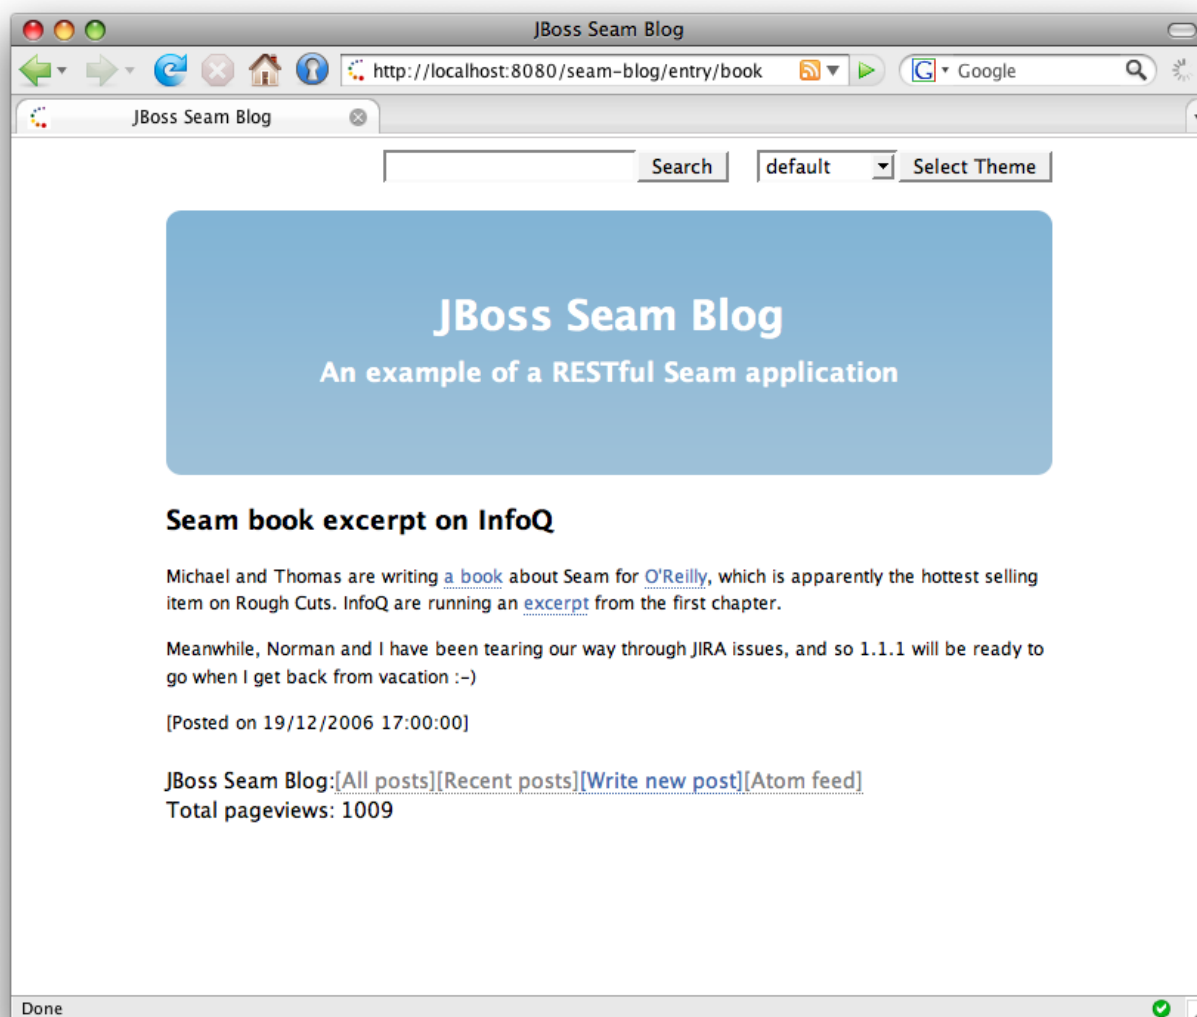 JBoss Seam Blog
http://localhost:8080/seam-blog/entry/book
G Google
JBoss Seam Blog
Search default Select Theme
JBoss Seam Blog
An example of a RESTful Seam application
Seam book excerpt on InfoQ
Michael and Thomas are writing a book about Seam for O'Reilly, which is apparently the hottest selling
item on Rough Cuts. InfoQ are running an excerpt from the first chapter.
Meanwhile, Norman and I have been tearing our way through JIRA issues, and so 1.1.1 will be ready to
go when I get back from vacation :-)
[Posted on 19/12/2006 17:00:00]
JBoss Seam Blog:[All posts][Recent posts][Write new post][Atom feed]
Total pageviews: 1009
Done